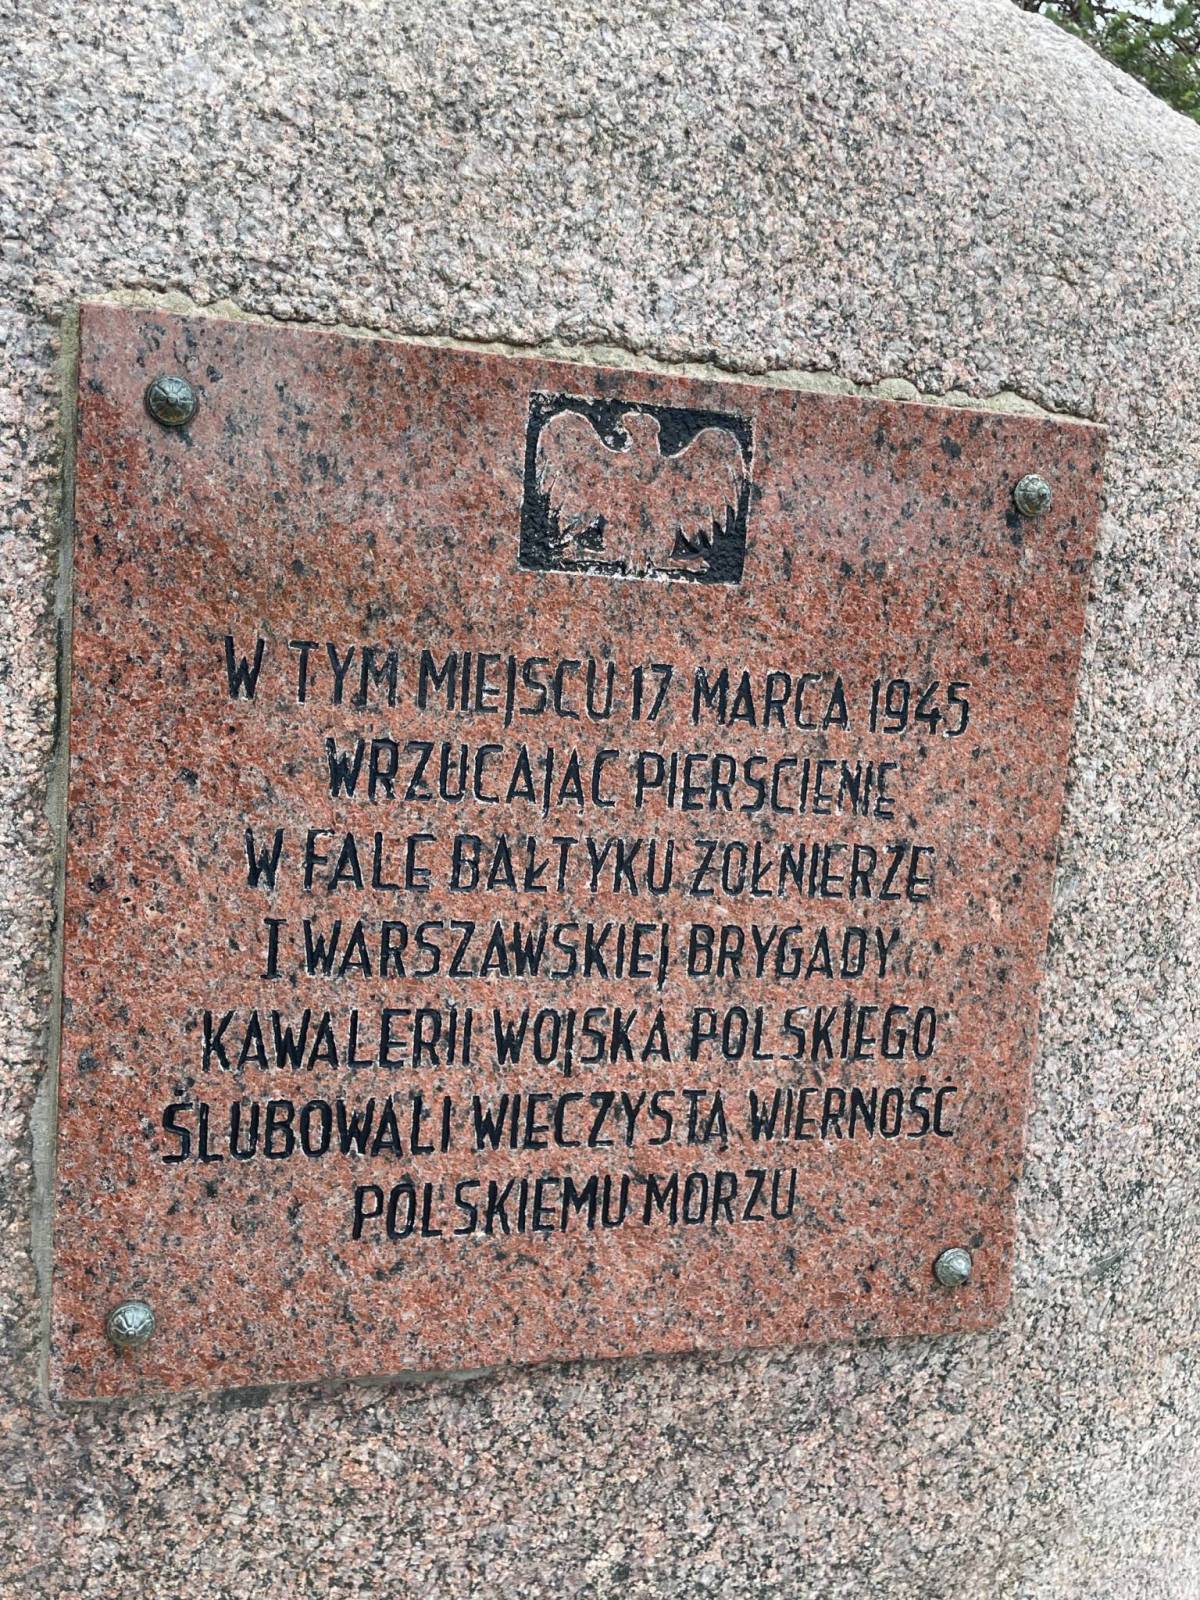 W TYM MIEJSCU 17 MARCA 1945
WRZUCAJĄC PIERŚCIENIE
W FALE BAŁTYKU ŻOŁNIERZE
I WARSZAWSKIEJ BRYGADY
KAWALERII WOJSKA POLSKIEGO
ŚLUBOWALI WIECZYSTĄ WIERNOŚĆ
POLSKIEMU MORZU